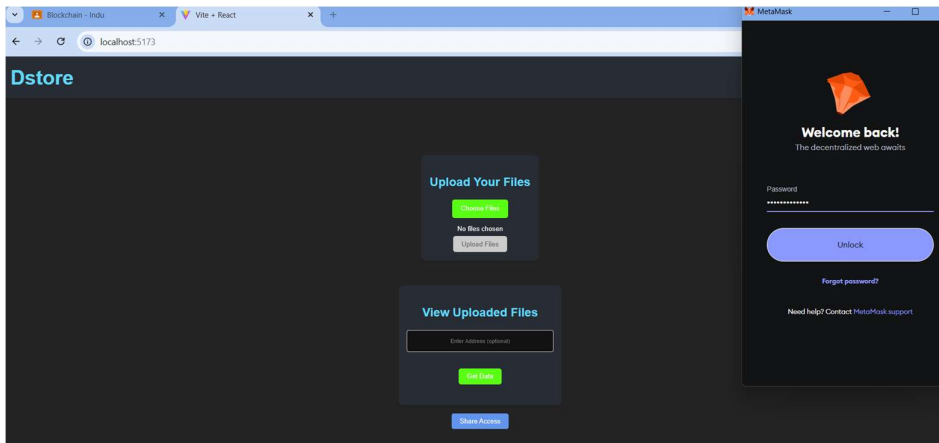 Blockchain - Indu
Vite + React
MetaMask
localhost:5173
Dstore
Upload Your Files
Choose Files
No files chosen
Upload Files
View Uploaded Files
Enter Address (optional)
Get Data
Share Access
Welcome back!
The decentralized web awaits
Password
•••••••••••••
Unlock
Forgot password?
Need help? Contact MetaMask support